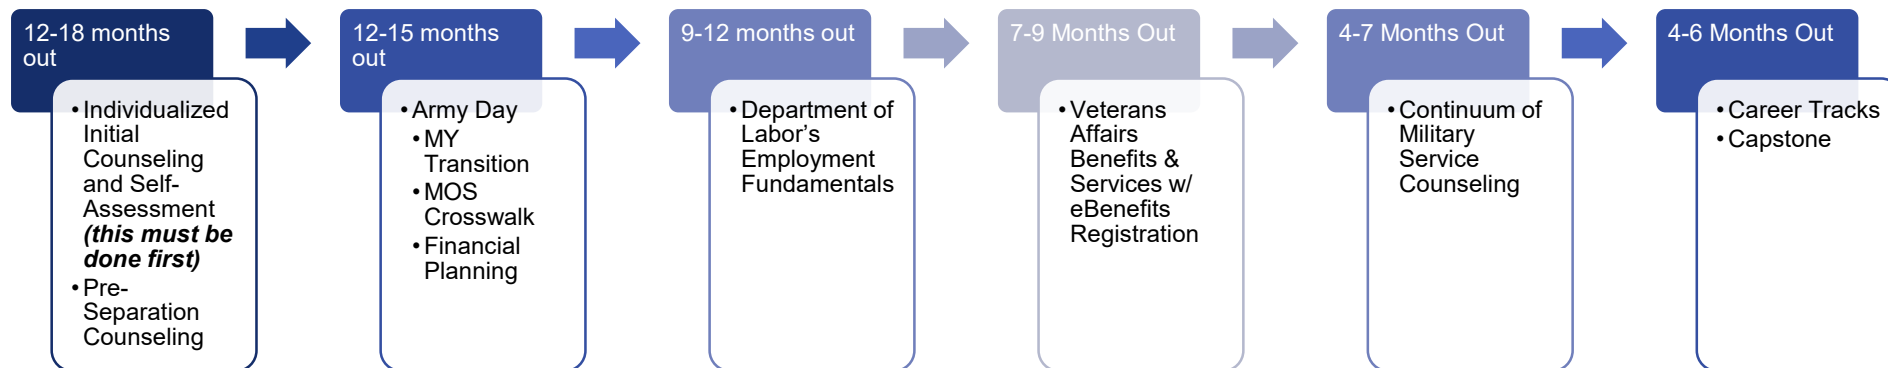 12-18 months
out
• Individualized
Initial
Counseling
and Self-
Assessment
(this must be
done first)
• Pre-
Separation
Counseling
12-15 months
out
• Army Day
• MY
Transition
• MOS
Crosswalk
• Financial
Planning
9-12 months out
• Department of
Labor’s
Employment
Fundamentals
7-9 Months Out
• Veterans
Affairs
Benefits &
Services w/
eBenefits
Registration
4-7 Months Out
• Continuum of
Military
Service
Counseling
4-6 Months Out
• Career Tracks
• Capstone